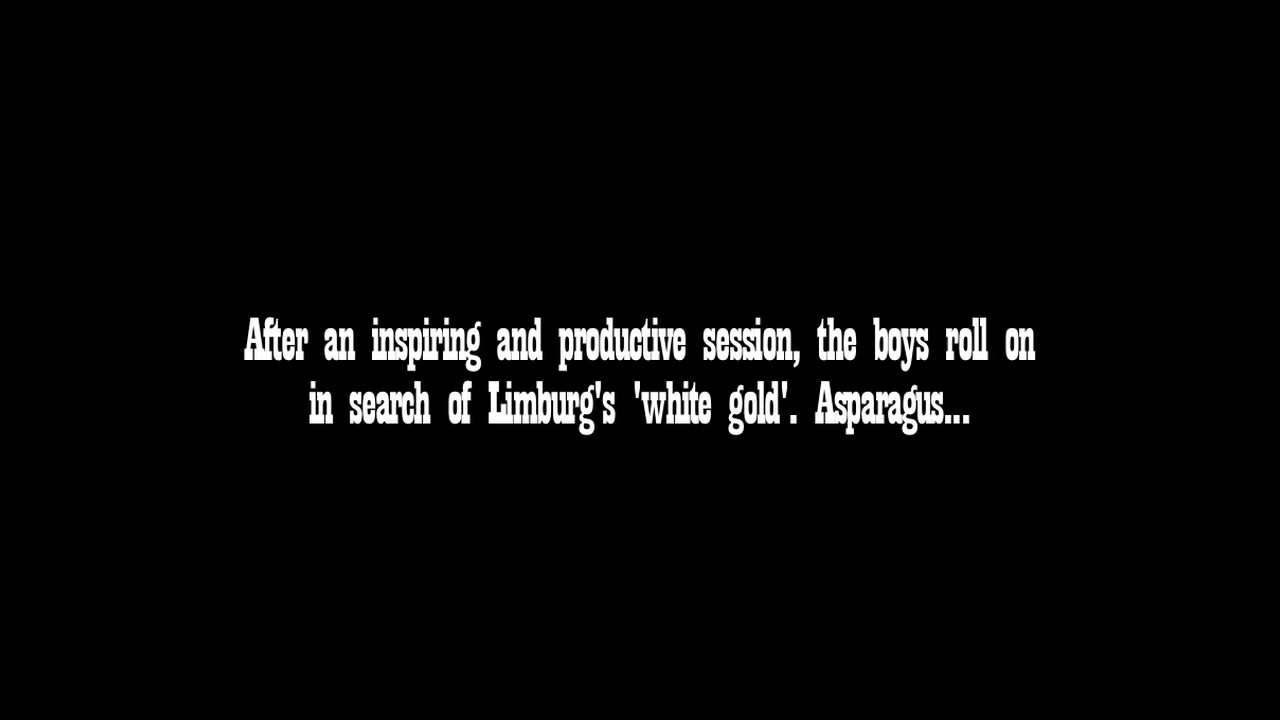 After an inspiring and productive session, the boys roll on
in search of Limburg's 'white gold'. Asparagus...